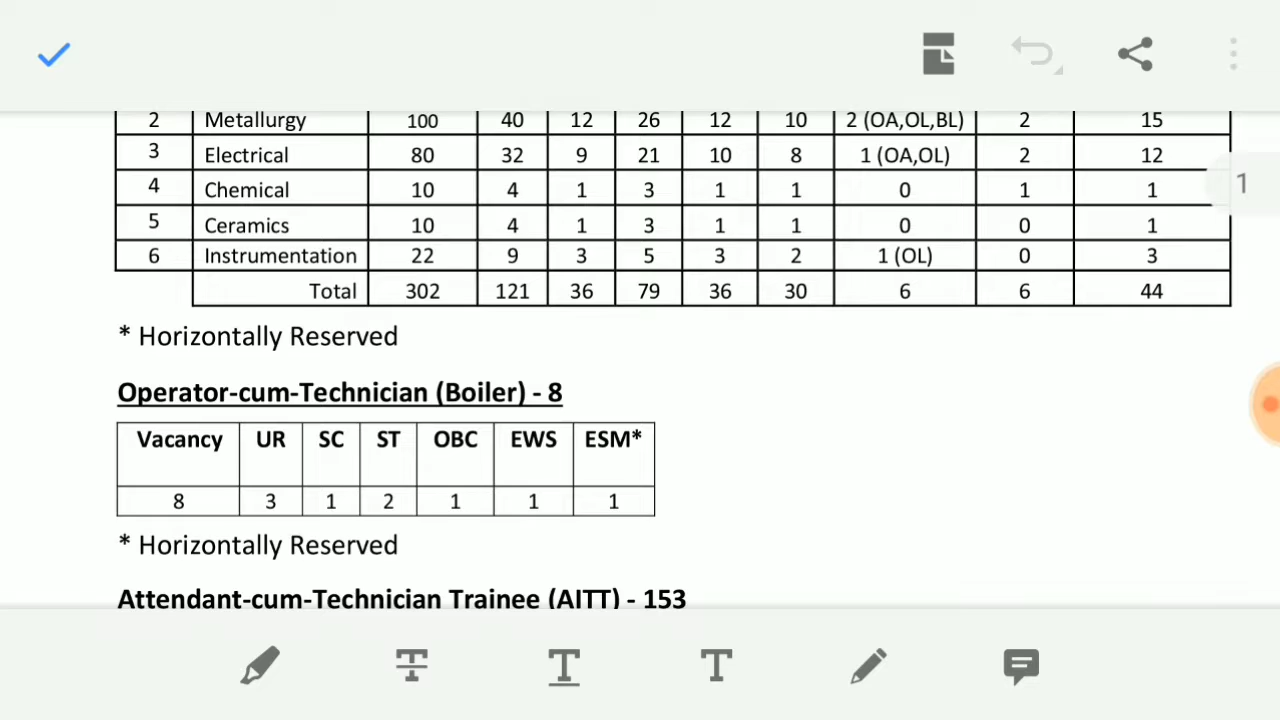 2 Metallurgy 100 40 12 26 12 10 2 (OA,OL,BL) 2 15
3 Electrical 80 32 9 21 10 8 1 (OA,OL) 2 12
4 Chemical 10 4 1 3 1 1 0 1 1
1
5 Ceramics 10 4 1 3 1 1 0 0 1
6 Instrumentation 22 9 3 5 3 2 1 (OL) 0 3
Total 302 121 36 79 36 30 6 6 44
* Horizontally Reserved
Operator-cum-Technician (Boiler) - 8
Vacancy UR SC ST OBC EWS ESM*
8 3 1 2 1 1 1
* Horizontally Reserved
Attendant-cum-Technician Trainee (AITT) - 153